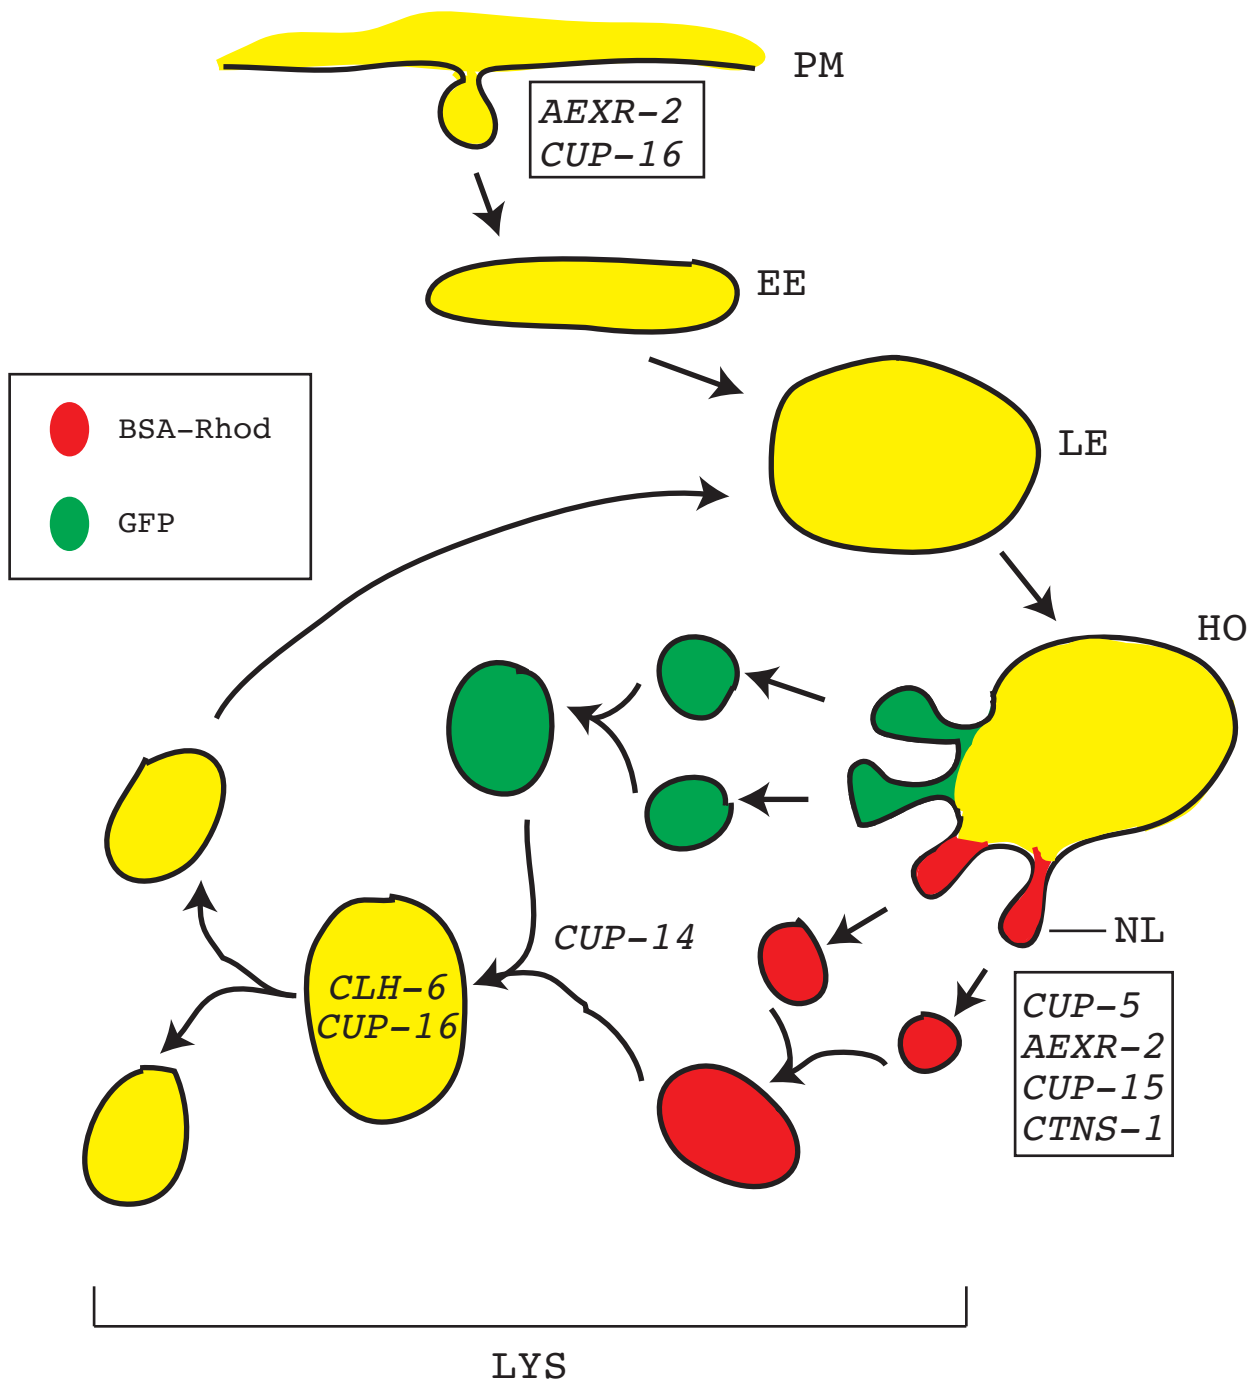 PM
AEXR-2
CUP-16
EE
BSA-Rhod
GFP
LE
HO
NL
CUP-14
CLH-6
CUP-16
CUP-5
AEXR-2
CUP-15
CTNS-1
LYS